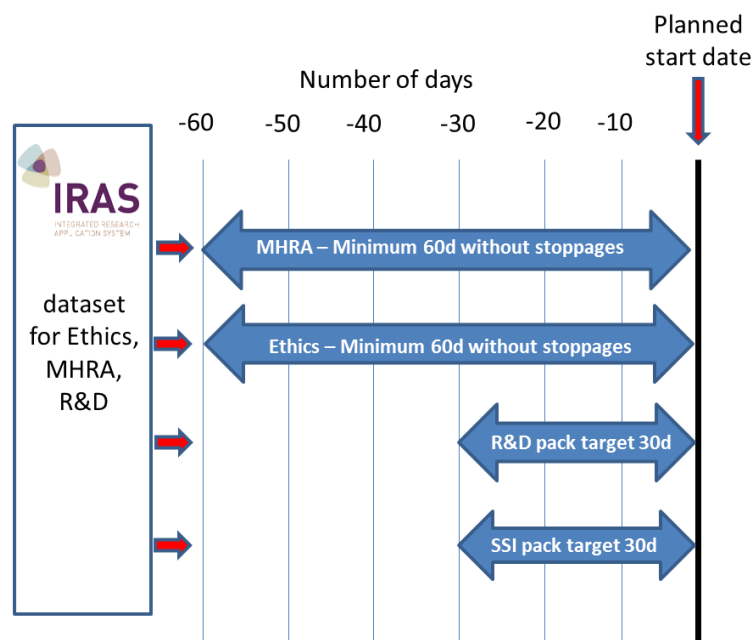 Planned
start date
Number of days
-60
-50
-40
-30
-20
-10
IRAS
INTEGRATED RESEARCH
APPLICATION SYSTEM
dataset
for Ethics,
MHRA,
R&D
MHRA – Minimum 60d without stoppages
Ethics – Minimum 60d without stoppages
R&D pack target 30d
SSI pack target 30d